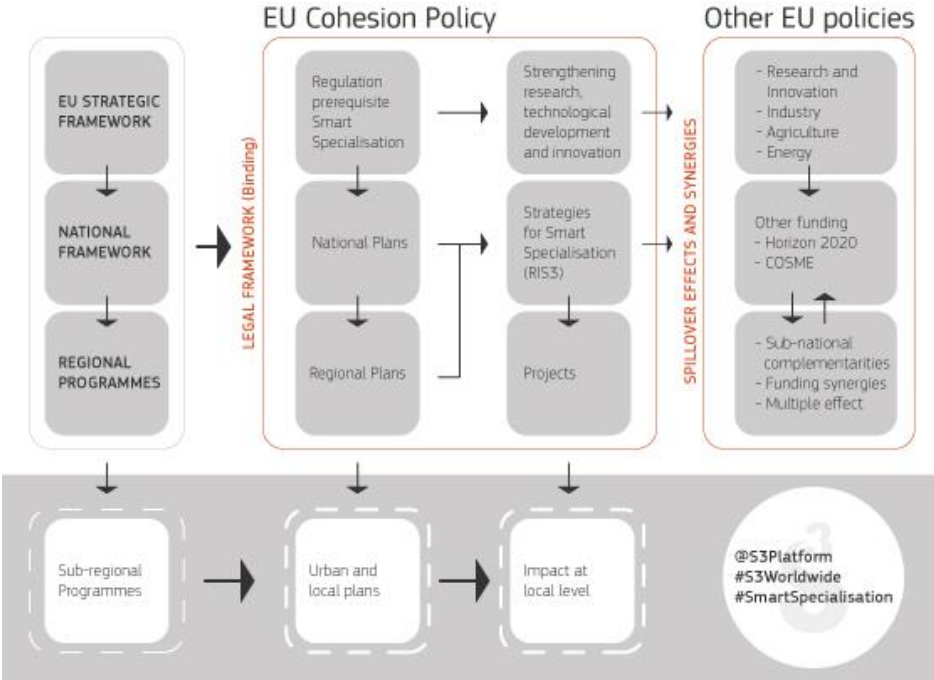 EU Cohesion Policy
Other EU policies
EU STRATEGIC
FRAMEWORK
NATIONAL
FRAMEWORK
REGIONAL
PROGRAMMES
LEGAL FRAMEWORK (Binding)
Regulation
prerequisite
Smart
Specialisation
National Plans
Regional Plans
Strengthening
research,
technological
development
and innovation
Strategies
for Smart
Specialisation
(RIS3)
Projects
SPILLOVER EFFECTS AND SYNERGIES
- Research and
Innovation
- Industry
- Agriculture
- Energy
Other funding
- Horizon 2020
- COSME
- Sub-national
complementarities
- Funding synergies
- Multiple effect
Sub-regional
Programmes
Urban and
local plans
Impact at
local level
@S3Platform
#S3Worldwide
#SmartSpecialisation